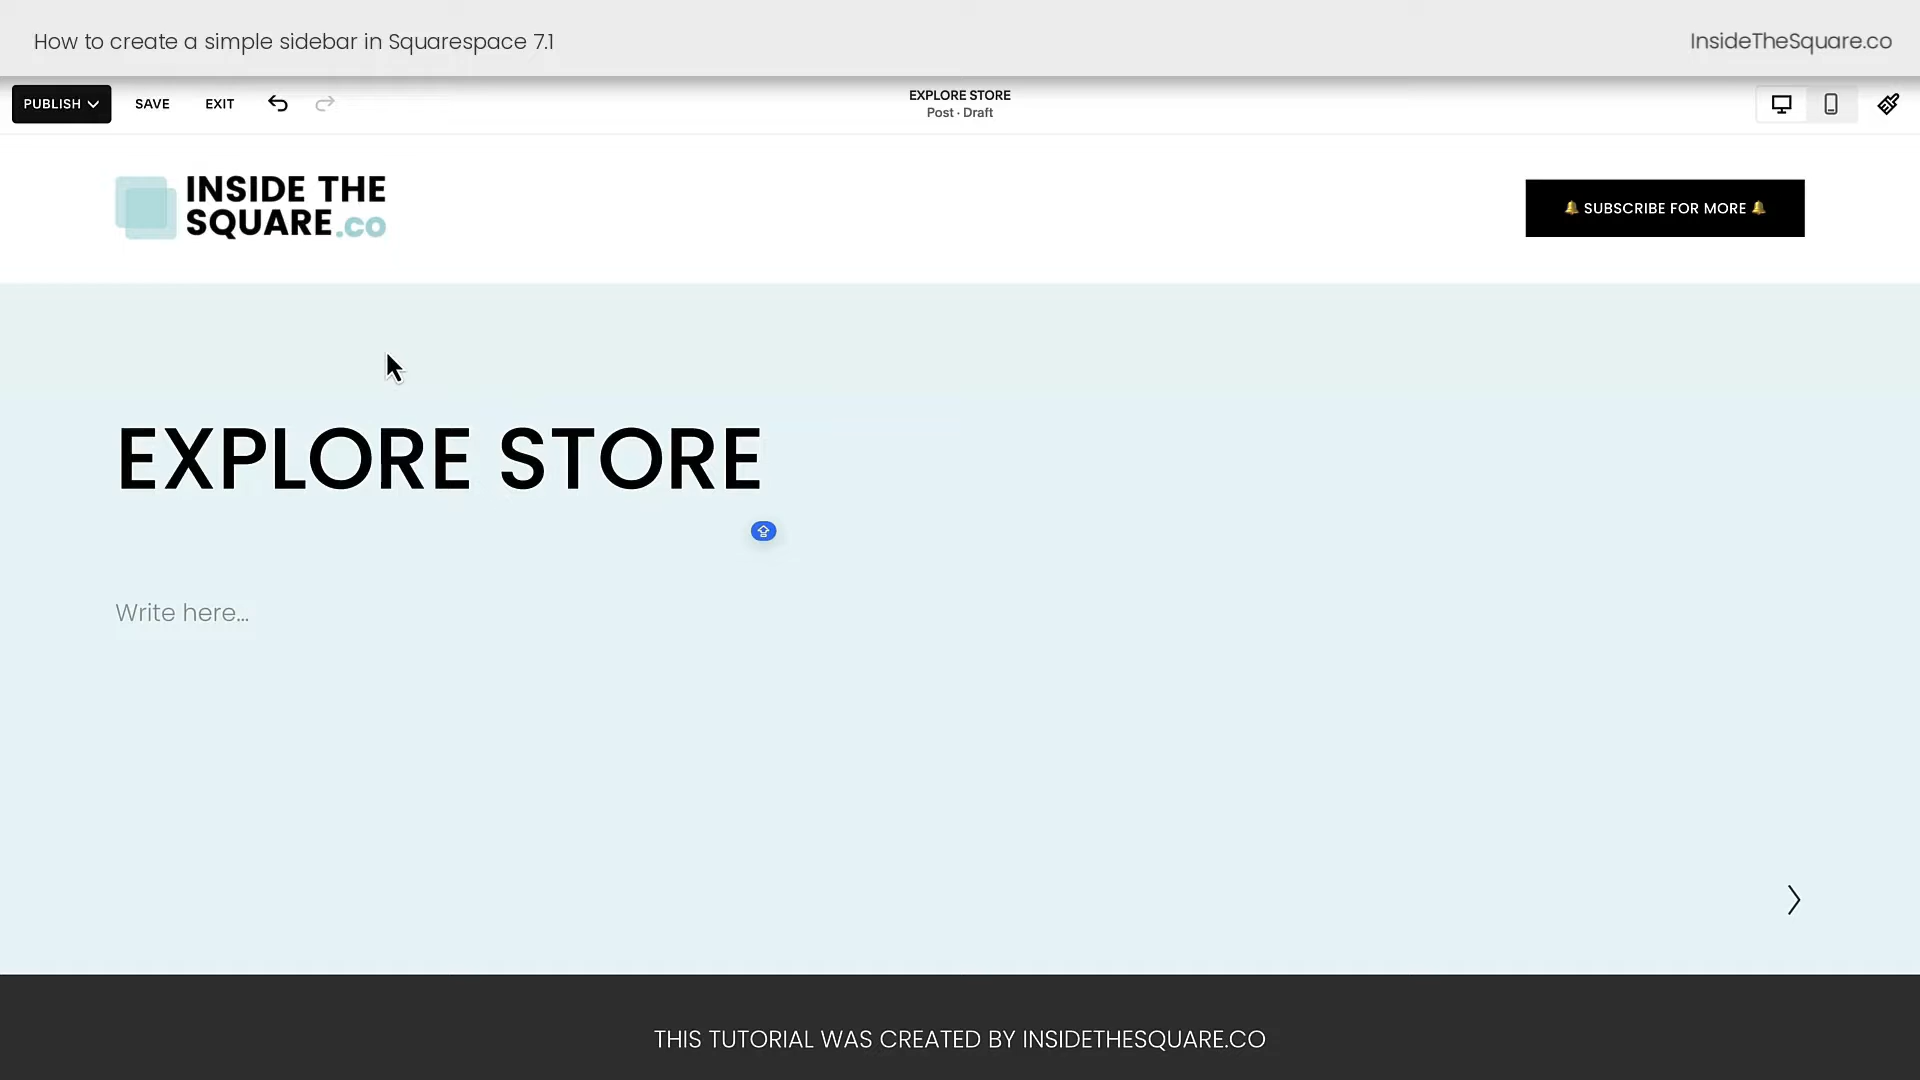 How to create a simple sidebar in Squarespace 7.1
InsideTheSquare.co
PUBLISH
SAVE
EXIT
EXPLORE STORE
Post · Draft
INSIDE THE
SQUARE.co
🔔 SUBSCRIBE FOR MORE 🔔
EXPLORE STORE
Write here...
THIS TUTORIAL WAS CREATED BY INSIDETHESQUARE.CO